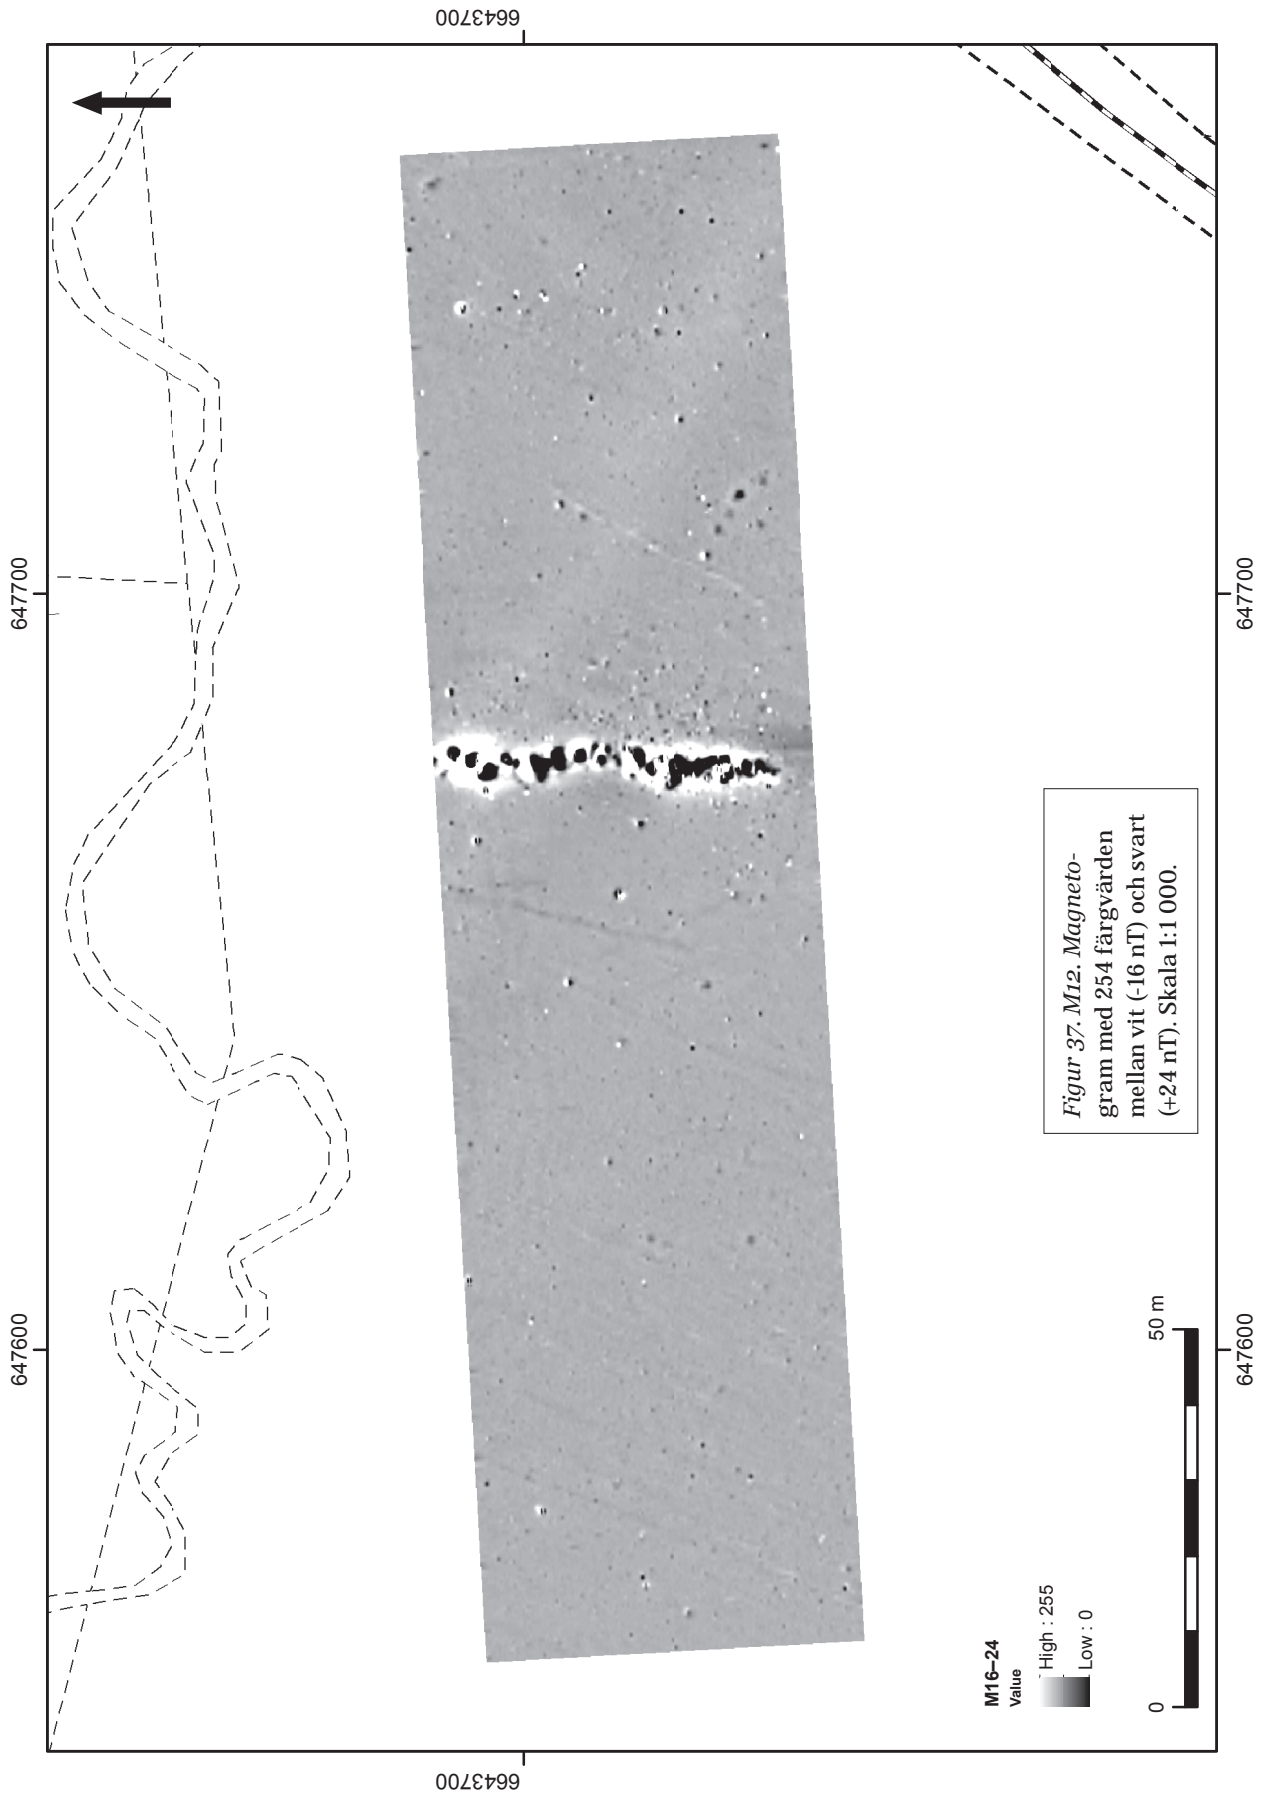 6643700
647700
647700
647600
647600
6643700
Figur 37. M12. Magneto-
gram med 254 färgvärden
mellan vit (-16 nT) och svart
(+24 nT). Skala 1:1 000.
M16–24
Value
High : 255
Low : 0
0
50 m